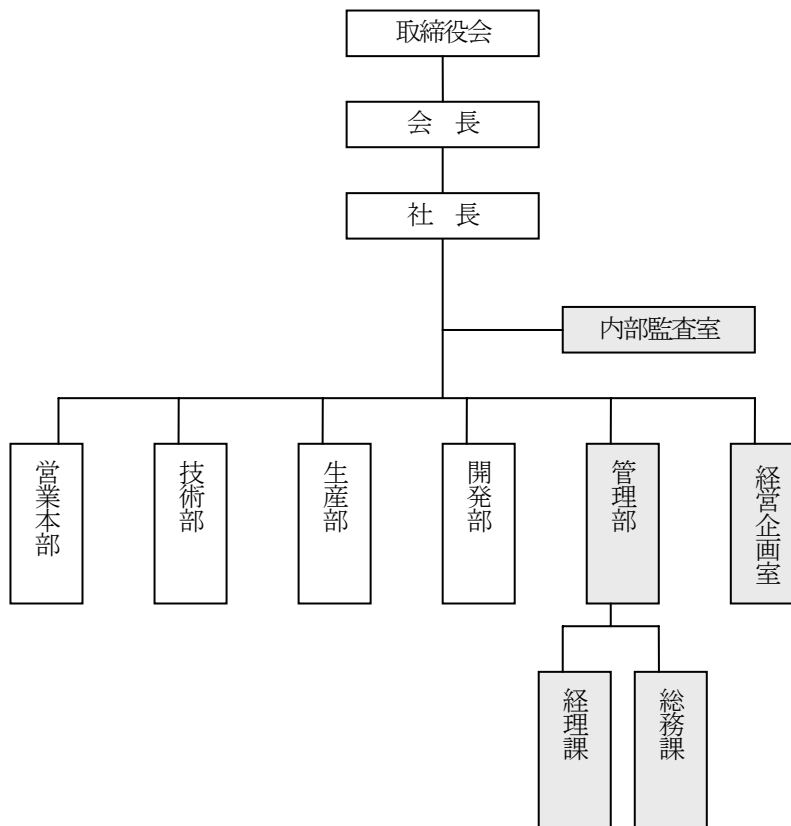 取締役会
会　長
社　長
内部監査室
営業本部
技術部
生産部
開発部
管理部
経営企画室
経理課
総務課